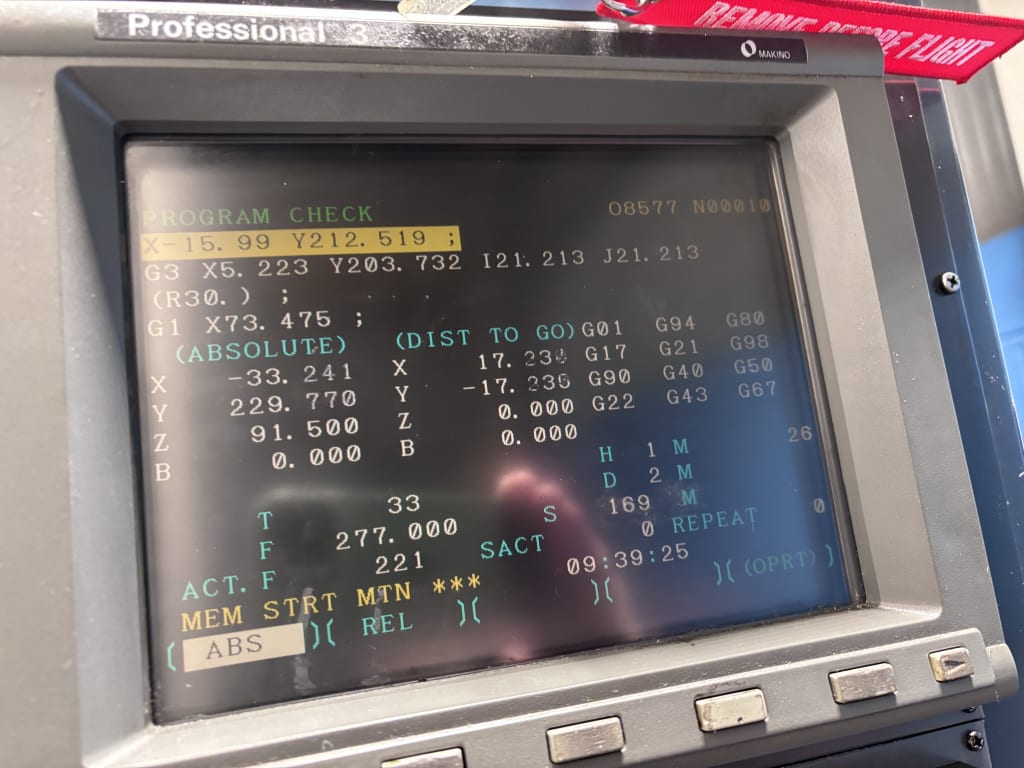 Professional 3
MAKINO
REMOVE BEFORE FLIGHT
PROGRAM CHECK O8577 N00010
X-15.99 Y212.519 ;
G3 X5.223 Y203.732 I21.213 J21.213
(R30.) ;
G1 X73.475 ;
(ABSOLUTE) (DIST TO GO) G01 G94 G80
X -33.241 X 17.234 G17 G21 G98
Y 229.770 Y -17.235 G90 G40 G50
Z 91.500 Z 0.000 G22 G43 G67
B 0.000 B 0.000
H 1 M 26
D 2 M
T 33 S 169 M
F 277.000 0 REPEAT 0
ACT.F 221 SACT 09:39:25
MEM STRT MTN ***
( ABS )( REL )( )( )( (OPRT) )